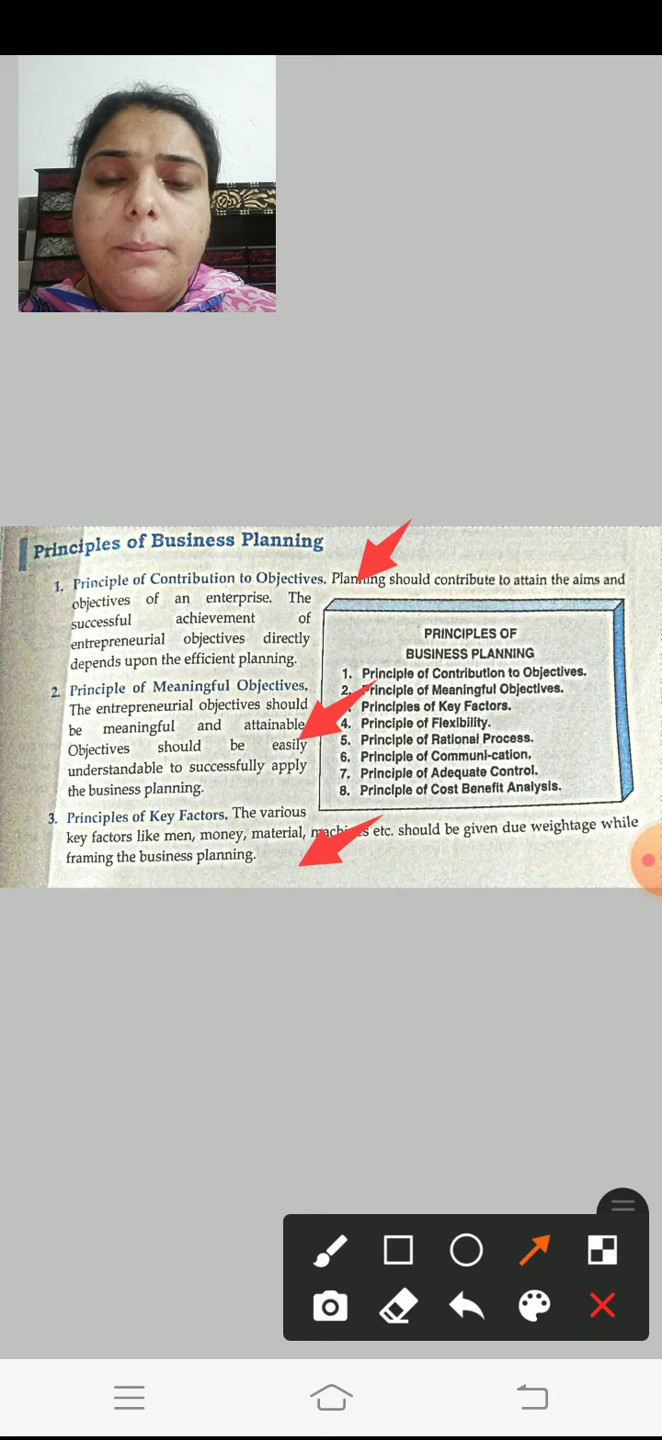 Principles of Business Planning
1. Principle of Contribution to Objectives. Planning should contribute to attain the aims and
objectives of an enterprise. The
successful achievement of
entrepreneurial objectives directly
depends upon the efficient planning.
2. Principle of Meaningful Objectives.
The entrepreneurial objectives should
be meaningful and attainable
Objectives should be easily
understandable to successfully apply
the business planning.
3. Principles of Key Factors. The various
key factors like men, money, material, machines etc. should be given due weightage while
framing the business planning.
PRINCIPLES OF
BUSINESS PLANNING
1. Principle of Contribution to Objectives.
2. Principle of Meaningful Objectives.
Principles of Key Factors.
4. Principle of Flexibility.
5. Principle of Rational Process.
6. Principle of Communi-cation.
7. Principle of Adequate Control.
8. Principle of Cost Benefit Analysis.